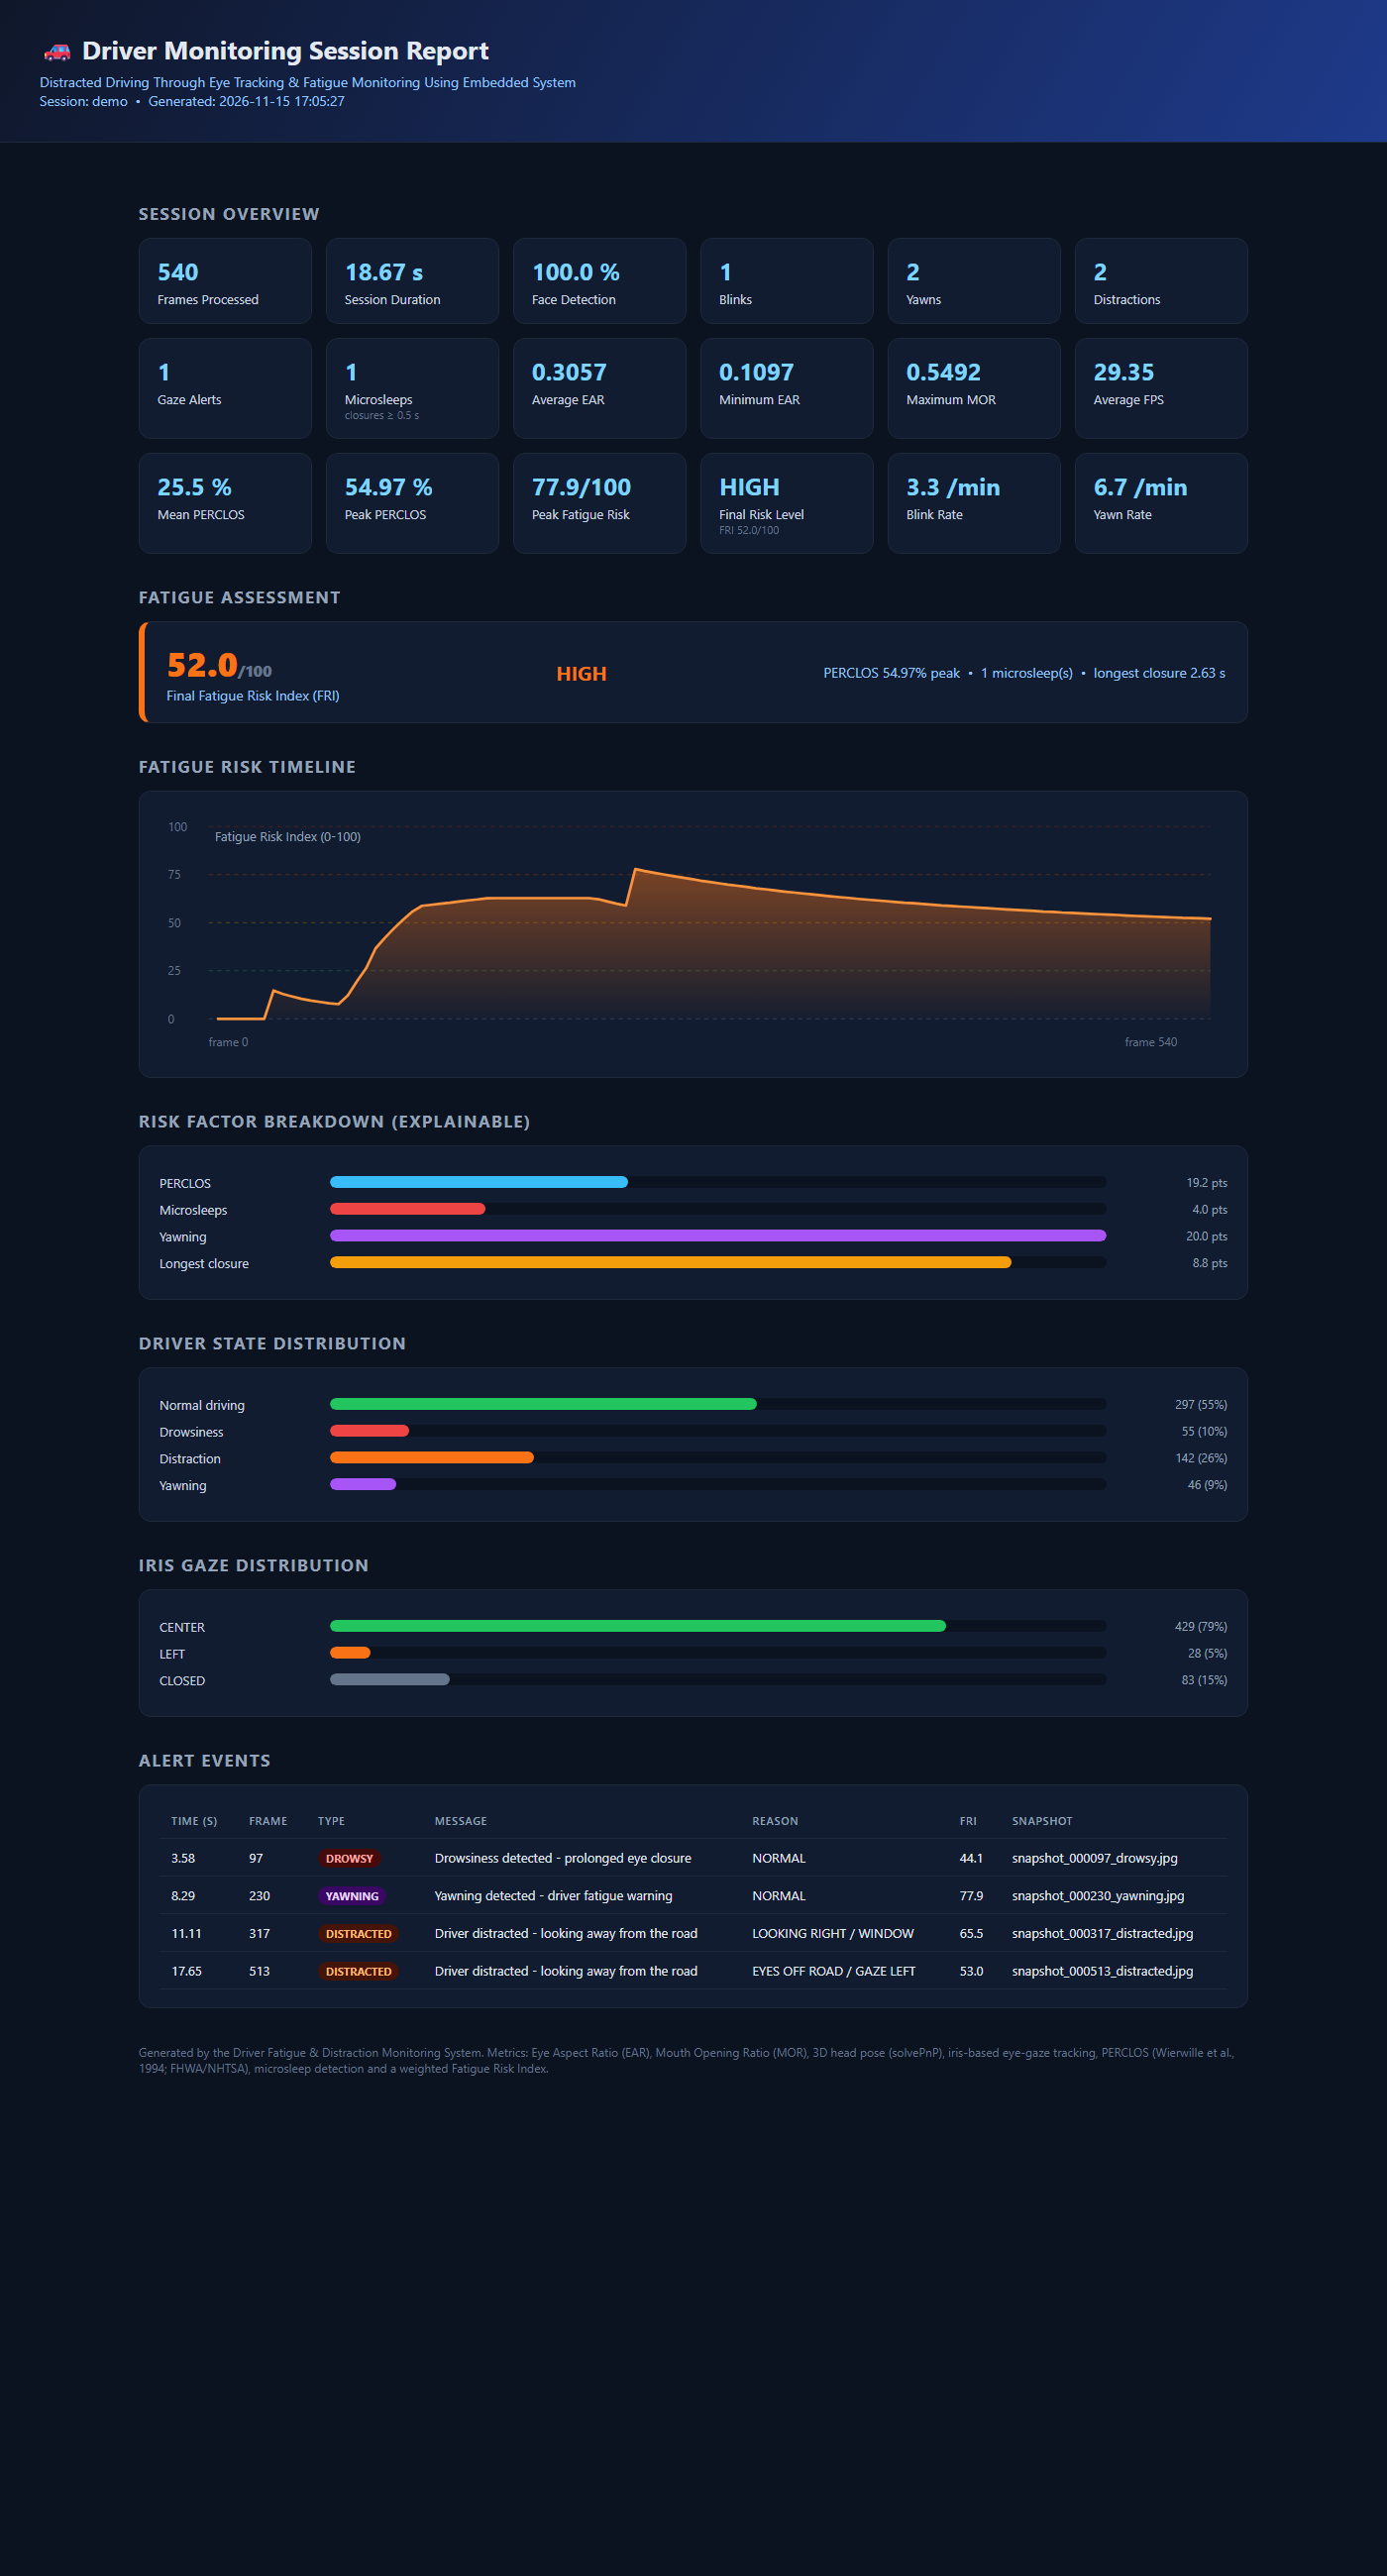 Driver Monitoring Session Report
Distracted Driving Through Eye Tracking & Fatigue Monitoring Using Embedded System
Session: demo • Generated: 2026-11-15 17:05:27
SESSION OVERVIEW
540
Frames Processed
18.67 s
Session Duration
100.0 %
Face Detection
1
Blinks
2
Yawns
2
Distractions
1
Gaze Alerts
1
Microsleeps
closures ≥ 0.5 s
0.3057
Average EAR
0.1097
Minimum EAR
0.5492
Maximum MOR
29.35
Average FPS
25.5 %
Mean PERCLOS
54.97 %
Peak PERCLOS
77.9/100
Peak Fatigue Risk
HIGH
Final Risk Level
FRI 52.0/100
3.3 /min
Blink Rate
6.7 /min
Yawn Rate
FATIGUE ASSESSMENT
52.0/100
Final Fatigue Risk Index (FRI)
HIGH
PERCLOS 54.97% peak • 1 microsleep(s) • longest closure 2.63 s
FATIGUE RISK TIMELINE
Fatigue Risk Index (0-100)
100
75
50
25
0
frame 0
frame 540
RISK FACTOR BREAKDOWN (EXPLAINABLE)
PERCLOS 19.2 pts
Microsleeps 4.0 pts
Yawning 20.0 pts
Longest closure 8.8 pts
DRIVER STATE DISTRIBUTION
Normal driving 297 (55%)
Drowsiness 55 (10%)
Distraction 142 (26%)
Yawning 46 (9%)
IRIS GAZE DISTRIBUTION
CENTER 429 (79%)
LEFT 28 (5%)
CLOSED 83 (15%)
ALERT EVENTS
TIME (S) FRAME TYPE MESSAGE REASON FRI SNAPSHOT
3.58 97 DROWSY Drowsiness detected - prolonged eye closure NORMAL 44.1 snapshot_000097_drowsy.jpg
8.29 230 YAWNING Yawning detected - driver fatigue warning NORMAL 77.9 snapshot_000230_yawning.jpg
11.11 317 DISTRACTED Driver distracted - looking away from the road LOOKING RIGHT / WINDOW 65.5 snapshot_000317_distracted.jpg
17.65 513 DISTRACTED Driver distracted - looking away from the road EYES OFF ROAD / GAZE LEFT 53.0 snapshot_000513_distracted.jpg
Generated by the Driver Fatigue & Distraction Monitoring System. Metrics: Eye Aspect Ratio (EAR), Mouth Opening Ratio (MOR), 3D head pose (solvePnP), iris-based eye-gaze tracking, PERCLOS (Wierwille et al.,
1994; FHWA/NHTSA), microsleep detection and a weighted Fatigue Risk Index.